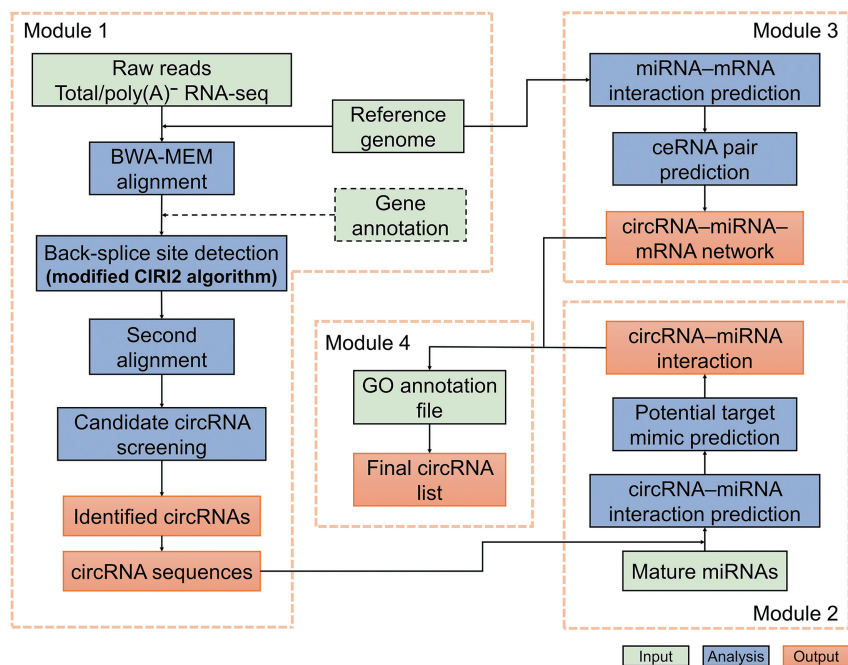 Module 1
Raw reads
Total/poly(A)⁻ RNA-seq
Reference
genome
BWA-MEM
alignment
Gene
annotation
Back-splice site detection
(modified CIRI2 algorithm)
Second
alignment
Candidate circRNA
screening
Identified circRNAs
circRNA sequences
Module 3
miRNA–mRNA
interaction prediction
ceRNA pair
prediction
circRNA–miRNA–
mRNA network
Module 4
GO annotation
file
Final circRNA
list
circRNA–miRNA
interaction
Potential target
mimic prediction
circRNA–miRNA
interaction prediction
Mature miRNAs
Module 2
Input
Analysis
Output